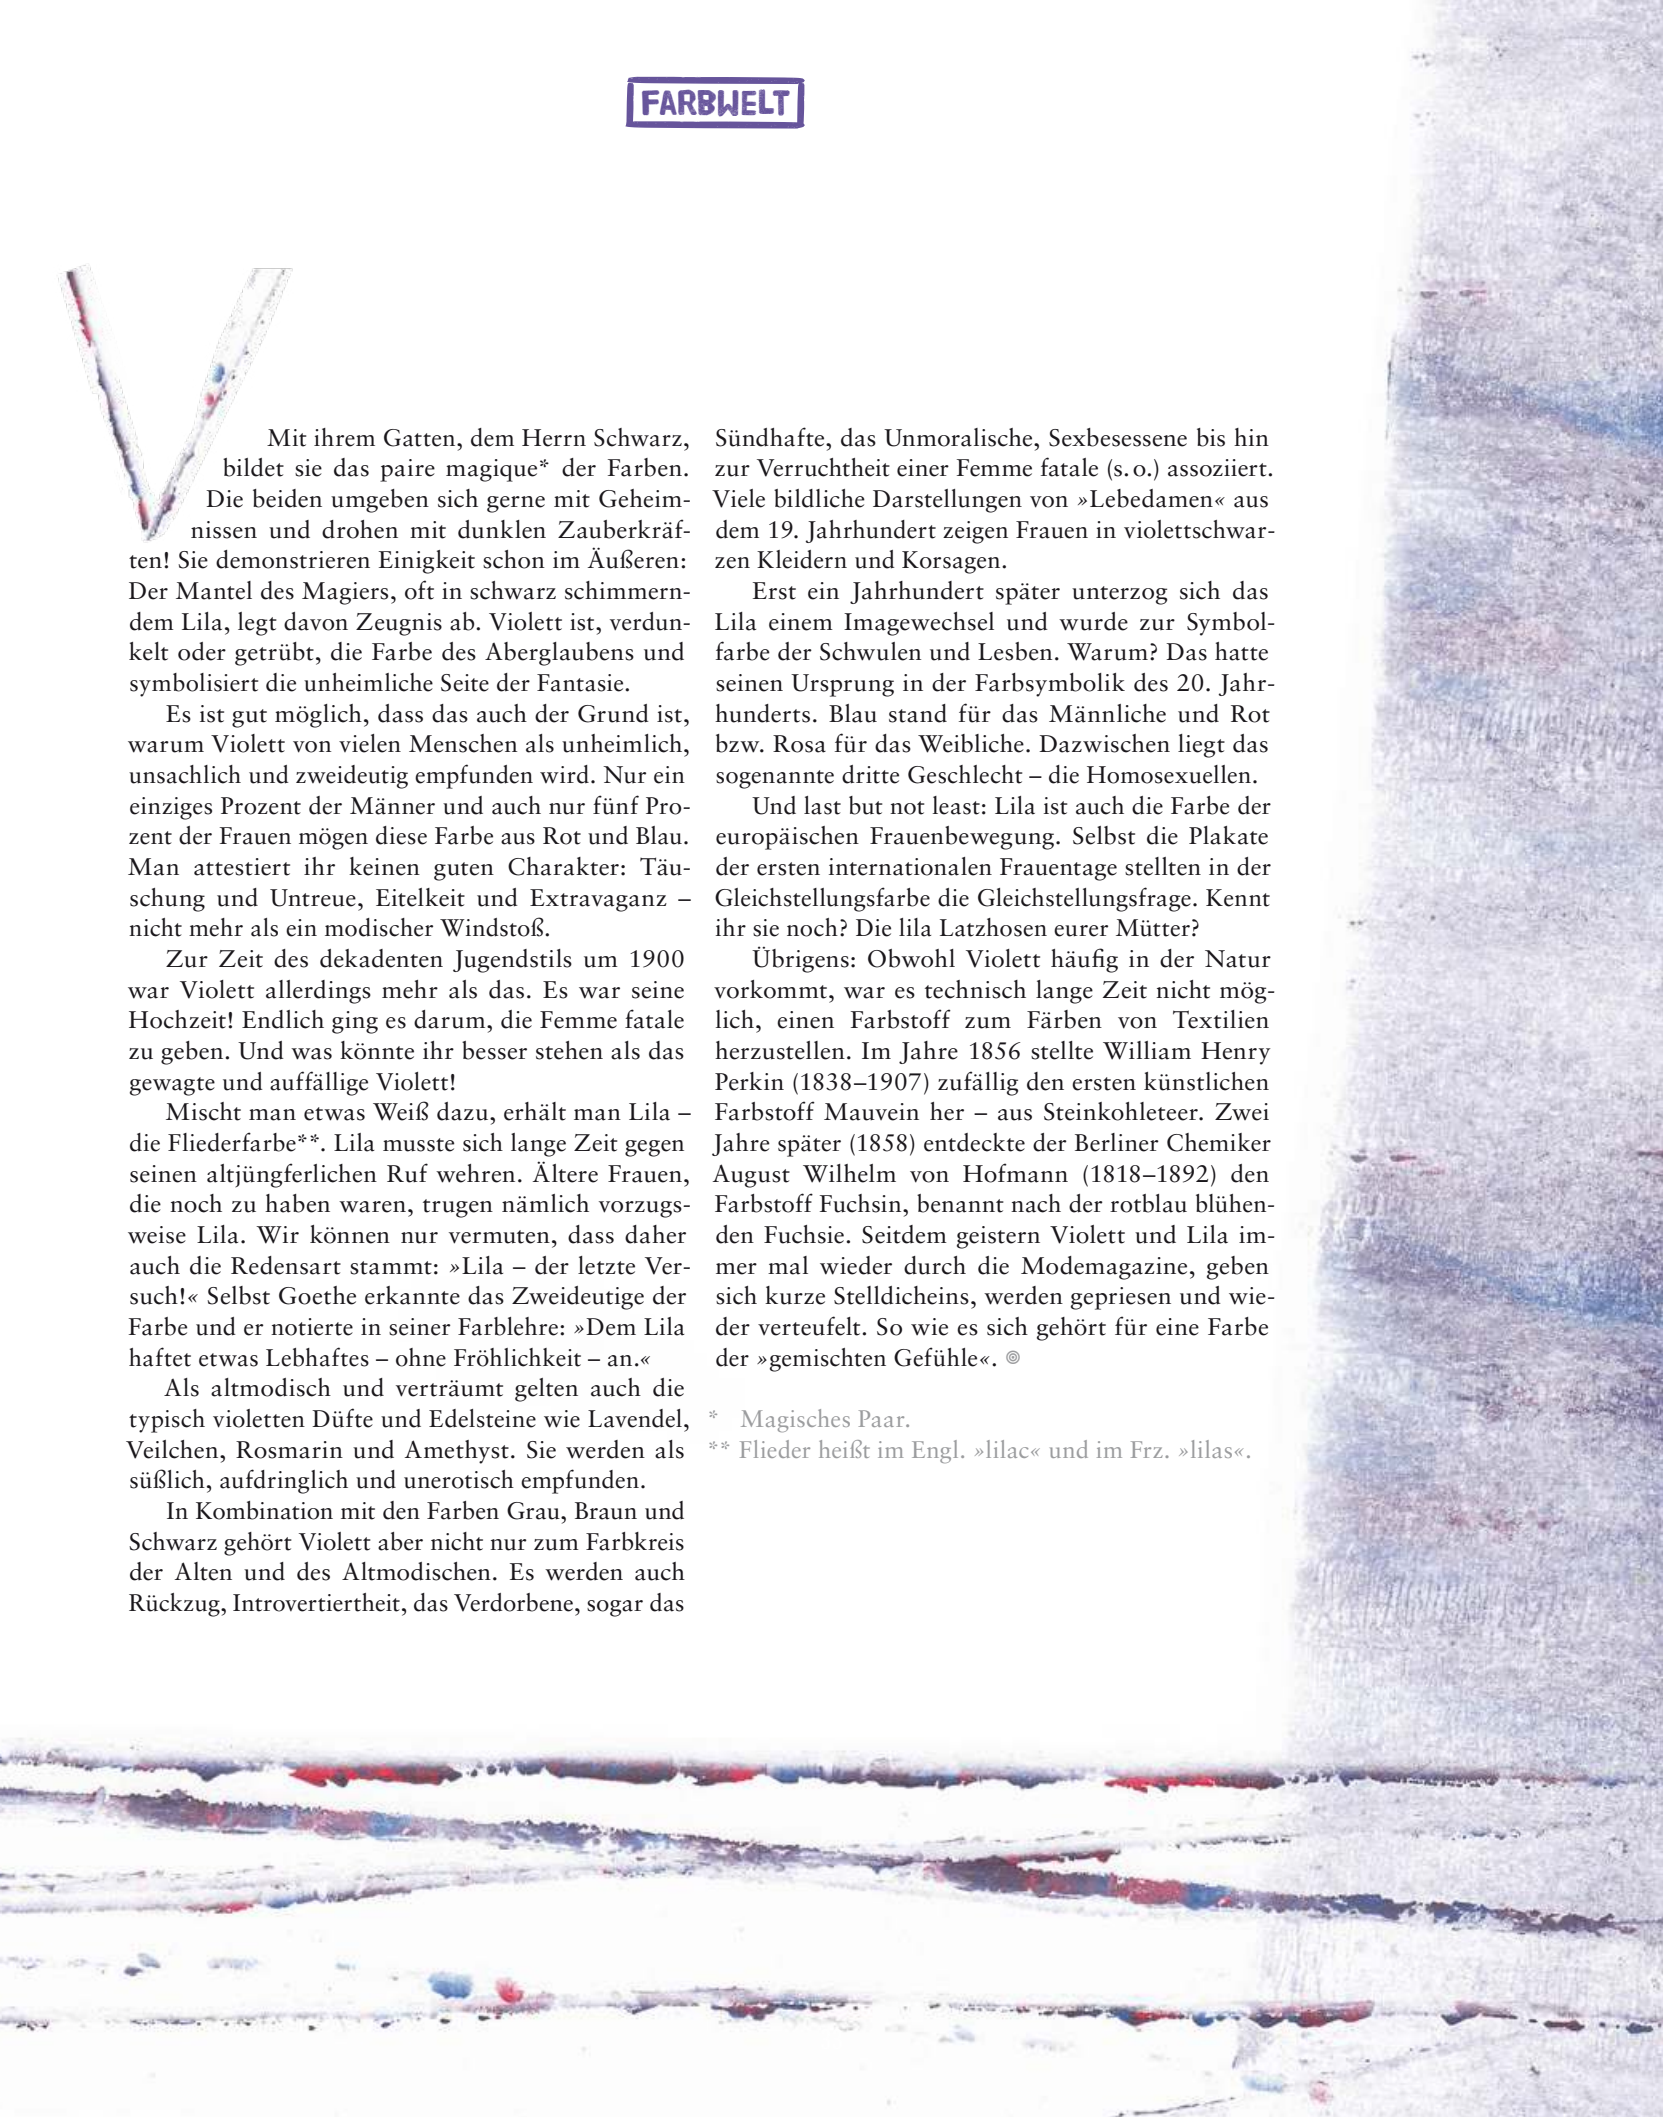 FARBWELT
V
Mit ihrem Gatten, dem Herrn Schwarz,
bildet sie das paire magique* der Farben.
Die beiden umgeben sich gerne mit Geheim-
nissen und drohen mit dunklen Zauberkräf-
ten! Sie demonstrieren Einigkeit schon im Äußeren:
Der Mantel des Magiers, oft in schwarz schimmern-
dem Lila, legt davon Zeugnis ab. Violett ist, verdun-
kelt oder getrübt, die Farbe des Aberglaubens und
symbolisiert die unheimliche Seite der Fantasie.
Es ist gut möglich, dass das auch der Grund ist,
warum Violett von vielen Menschen als unheimlich,
unsachlich und zweideutig empfunden wird. Nur ein
einziges Prozent der Männer und auch nur fünf Pro-
zent der Frauen mögen diese Farbe aus Rot und Blau.
Man attestiert ihr keinen guten Charakter: Täu-
schung und Untreue, Eitelkeit und Extravaganz –
nicht mehr als ein modischer Windstoß.
Zur Zeit des dekadenten Jugendstils um 1900
war Violett allerdings mehr als das. Es war seine
Hochzeit! Endlich ging es darum, die Femme fatale
zu geben. Und was könnte ihr besser stehen als das
gewagte und auffällige Violett!
Mischt man etwas Weiß dazu, erhält man Lila –
die Fliederfarbe**. Lila musste sich lange Zeit gegen
seinen altjüngferlichen Ruf wehren. Ältere Frauen,
die noch zu haben waren, trugen nämlich vorzugs-
weise Lila. Wir können nur vermuten, dass daher
auch die Redensart stammt: »Lila – der letzte Ver-
such!« Selbst Goethe erkannte das Zweideutige der
Farbe und er notierte in seiner Farblehre: »Dem Lila
haftet etwas Lebhaftes – ohne Fröhlichkeit – an.«
Als altmodisch und verträumt gelten auch die
typisch violetten Düfte und Edelsteine wie Lavendel,
Veilchen, Rosmarin und Amethyst. Sie werden als
süßlich, aufdringlich und unerotisch empfunden.
In Kombination mit den Farben Grau, Braun und
Schwarz gehört Violett aber nicht nur zum Farbkreis
der Alten und des Altmodischen. Es werden auch
Rückzug, Introvertiertheit, das Verdorbene, sogar das
Sündhafte, das Unmoralische, Sexbesessene bis hin
zur Verruchtheit einer Femme fatale (s. o.) assoziiert.
Viele bildliche Darstellungen von »Lebedamen« aus
dem 19. Jahrhundert zeigen Frauen in violettschwar-
zen Kleidern und Korsagen.
Erst ein Jahrhundert später unterzog sich das
Lila einem Imagewechsel und wurde zur Symbol-
farbe der Schwulen und Lesben. Warum? Das hatte
seinen Ursprung in der Farbsymbolik des 20. Jahr-
hunderts. Blau stand für das Männliche und Rot
bzw. Rosa für das Weibliche. Dazwischen liegt das
sogenannte dritte Geschlecht – die Homosexuellen.
Und last but not least: Lila ist auch die Farbe der
europäischen Frauenbewegung. Selbst die Plakate
der ersten internationalen Frauentage stellten in der
Gleichstellungsfarbe die Gleichstellungsfrage. Kennt
ihr sie noch? Die lila Latzhosen eurer Mütter?
Übrigens: Obwohl Violett häufig in der Natur
vorkommt, war es technisch lange Zeit nicht mög-
lich, einen Farbstoff zum Färben von Textilien
herzustellen. Im Jahre 1856 stellte William Henry
Perkin (1838–1907) zufällig den ersten künstlichen
Farbstoff Mauvein her – aus Steinkohleteer. Zwei
Jahre später (1858) entdeckte der Berliner Chemiker
August Wilhelm von Hofmann (1818–1892) den
Farbstoff Fuchsin, benannt nach der rotblau blühen-
den Fuchsie. Seitdem geistern Violett und Lila im-
mer mal wieder durch die Modemagazine, geben
sich kurze Stelldicheins, werden gepriesen und wie-
der verteufelt. So wie es sich gehört für eine Farbe
der »gemischten Gefühle«.
* Magisches Paar.
** Flieder heißt im Engl. »lilac« und im Frz. »lilas«.